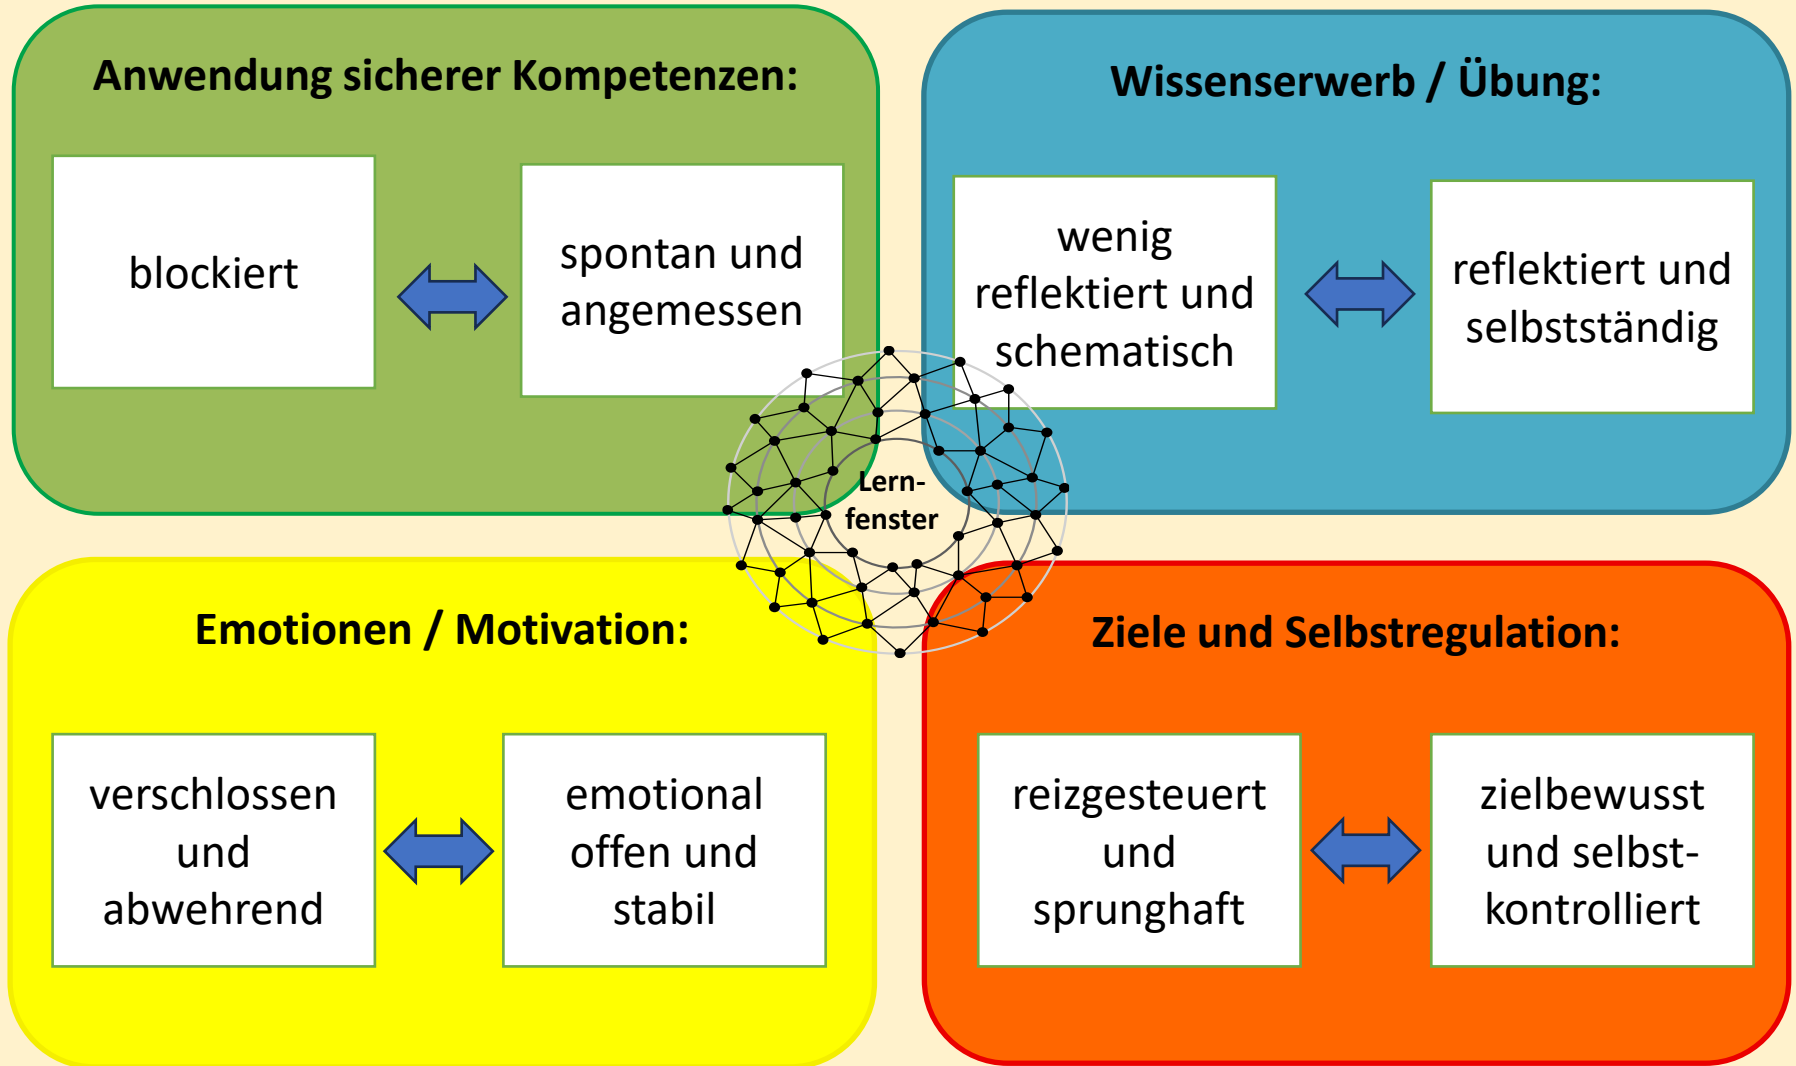 Anwendung sicherer Kompetenzen:
blockiert
spontan und
angemessen
Wissenserwerb / Übung:
wenig
reflektiert und
schematisch
reflektiert und
selbstständig
Lern-
fenster
Emotionen / Motivation:
verschlossen
und
abwehrend
emotional
offen und
stabil
Ziele und Selbstregulation:
reizgesteuert
und
sprunghaft
zielbewusst
und selbst-
kontrolliert